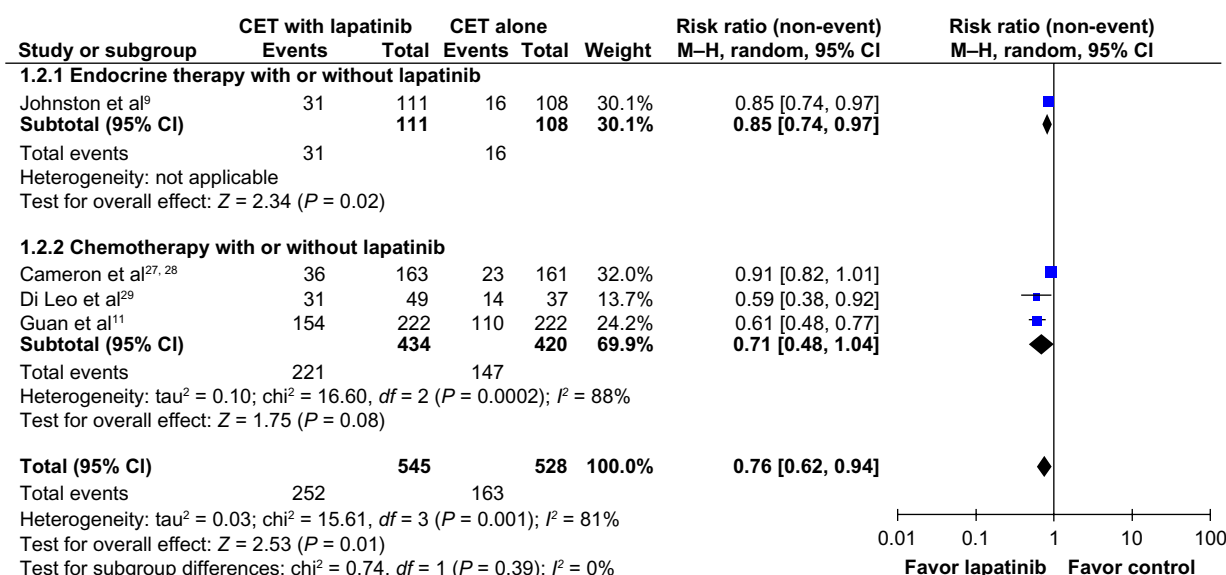 CET with lapatinib CET alone Risk ratio (non-event) Risk ratio (non-event)
Study or subgroup Events Total Events Total Weight M–H, random, 95% CI M–H, random, 95% CI
1.2.1 Endocrine therapy with or without lapatinib
Johnston et al⁹ 31 111 16 108 30.1% 0.85 [0.74, 0.97]
Subtotal (95% CI) 111 108 30.1% 0.85 [0.74, 0.97]
Total events 31 16
Heterogeneity: not applicable
Test for overall effect: Z = 2.34 (P = 0.02)
1.2.2 Chemotherapy with or without lapatinib
Cameron et al²⁷, ²⁸ 36 163 23 161 32.0% 0.91 [0.82, 1.01]
Di Leo et al²⁹ 31 49 14 37 13.7% 0.59 [0.38, 0.92]
Guan et al¹¹ 154 222 110 222 24.2% 0.61 [0.48, 0.77]
Subtotal (95% CI) 434 420 69.9% 0.71 [0.48, 1.04]
Total events 221 147
Heterogeneity: tau² = 0.10; chi² = 16.60, df = 2 (P = 0.0002); I² = 88%
Test for overall effect: Z = 1.75 (P = 0.08)
Total (95% CI) 545 528 100.0% 0.76 [0.62, 0.94]
Total events 252 163
Heterogeneity: tau² = 0.03; chi² = 15.61, df = 3 (P = 0.001); I² = 81%
Test for overall effect: Z = 2.53 (P = 0.01)
0.01 0.1 1 10 100
Test for subgroup differences: chi² = 0.74, df = 1 (P = 0.39); I² = 0%
Favor lapatinib Favor control